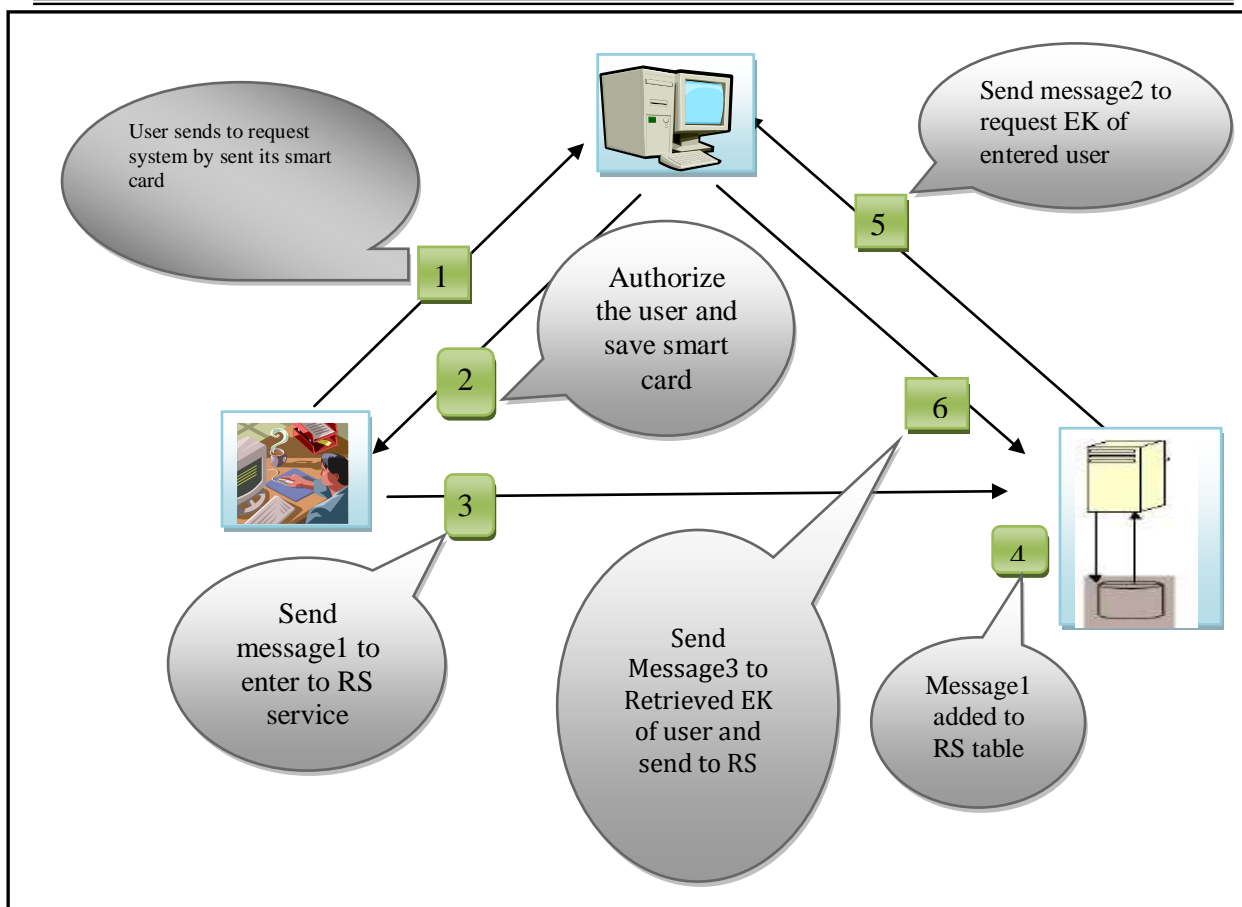 User sends to request
system by sent its smart
card
1
Authorize
the user and
save smart
card
2
Send
message1 to
enter to RS
service
3
Message1
added to
RS table
4
Send message2 to
request EK of
entered user
5
Send
Message3 to
Retrieved EK
of user and
send to RS
6